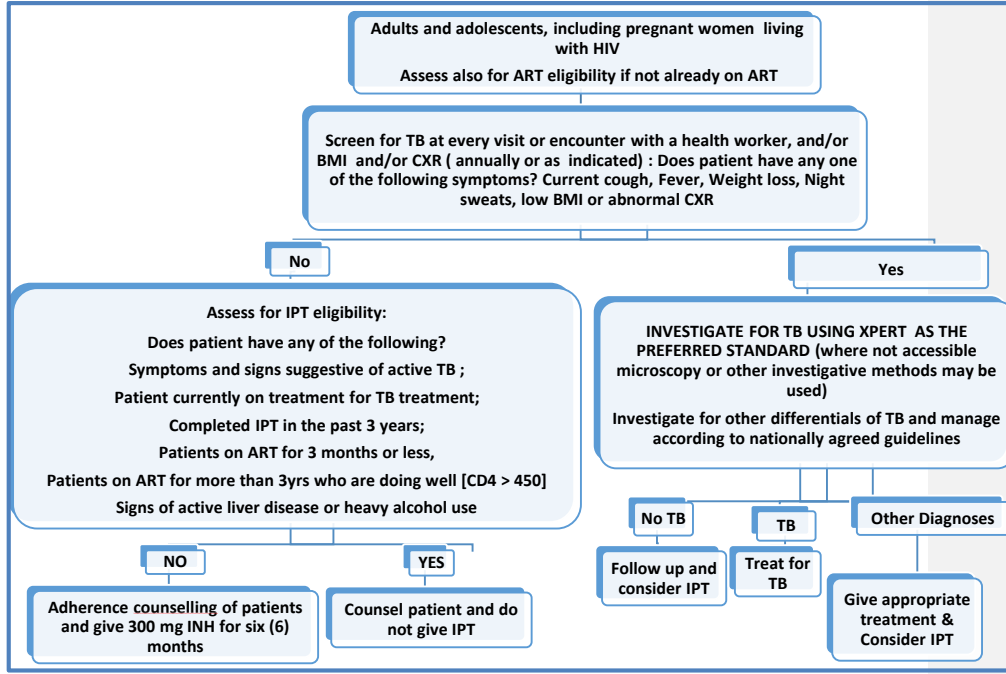 Adults and adolescents, including pregnant women living
with HIV
Assess also for ART eligibility if not already on ART
Screen for TB at every visit or encounter with a health worker, and/or
BMI and/or CXR ( annually or as indicated) : Does patient have any one
of the following symptoms? Current cough, Fever, Weight loss, Night
sweats, low BMI or abnormal CXR
No
Yes
Assess for IPT eligibility:
Does patient have any of the following?
Symptoms and signs suggestive of active TB ;
Patient currently on treatment for TB treatment;
Completed IPT in the past 3 years;
Patients on ART for 3 months or less,
Patients on ART for more than 3yrs who are doing well [CD4 > 450]
Signs of active liver disease or heavy alcohol use
INVESTIGATE FOR TB USING XPERT AS THE
PREFERRED STANDARD (where not accessible
microscopy or other investigative methods may be
used)
Investigate for other differentials of TB and manage
according to nationally agreed guidelines
NO
YES
Adherence counselling of patients
and give 300 mg INH for six (6)
months
Counsel patient and do
not give IPT
No TB
TB
Other Diagnoses
Follow up and
consider IPT
Treat for
TB
Give appropriate
treatment &
Consider IPT